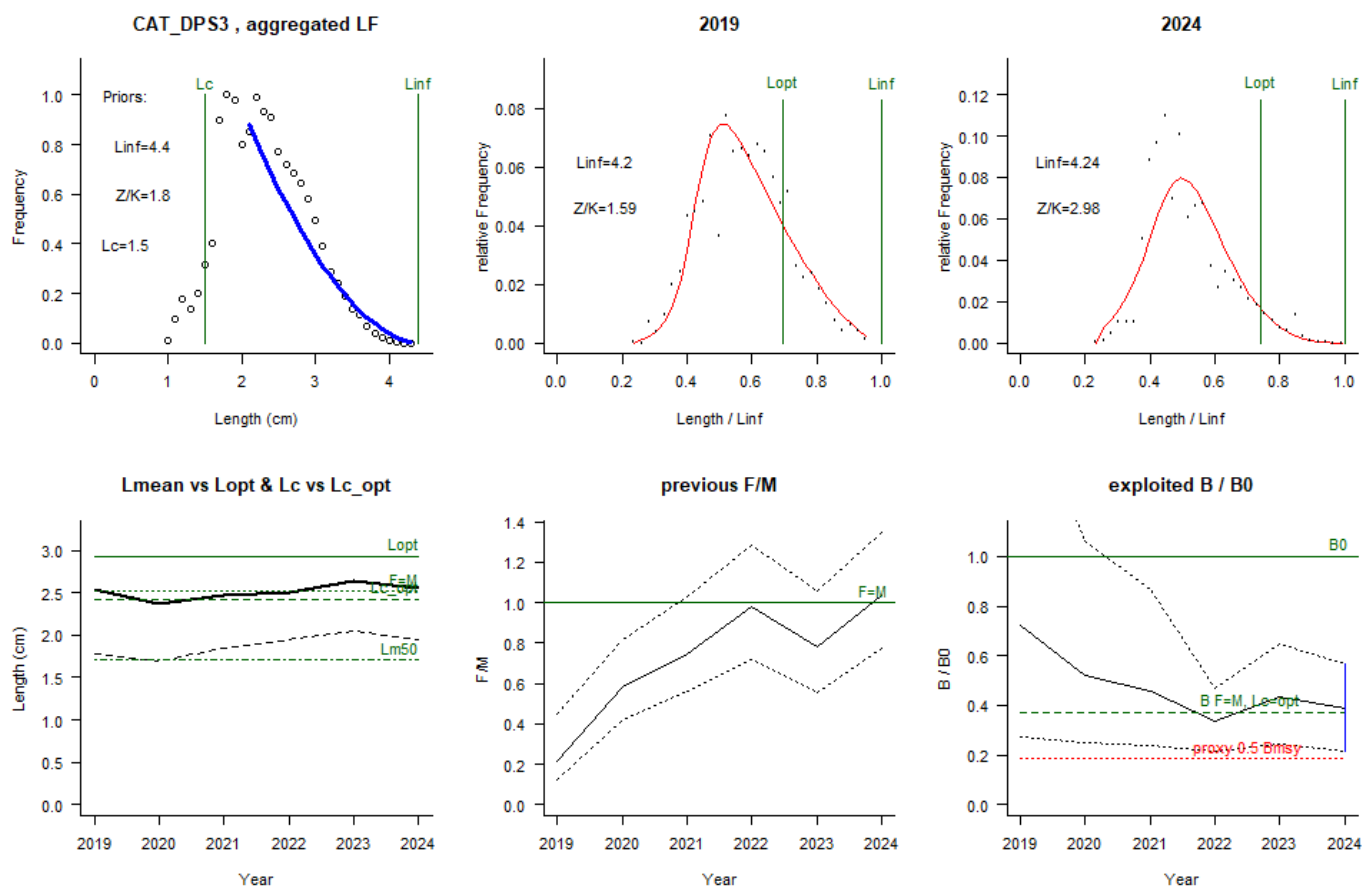 CAT_DPS3 , aggregated LF
Frequency
1.0
0.8
0.6
0.4
0.2
0.0
Lc
Linf
Priors:
Linf=4.4
Z/K=1.8
Lc=1.5
0 1 2 3 4
Length (cm)
2019
relative Frequency
0.08
0.06
0.04
0.02
0.00
Lopt
Linf
Linf=4.2
Z/K=1.59
0.0 0.2 0.4 0.6 0.8 1.0
Length / Linf
2024
relative Frequency
0.12
0.10
0.08
0.06
0.04
0.02
0.00
Lopt
Linf
Linf=4.24
Z/K=2.98
0.0 0.2 0.4 0.6 0.8 1.0
Length / Linf
Lmean vs Lopt & Lc vs Lc_opt
Length (cm)
3.0
2.5
2.0
1.5
1.0
0.5
0.0
Lopt
F=M
Lc_opt
Lm50
2019 2020 2021 2022 2023 2024
Year
previous F/M
F/M
1.4
1.2
1.0
0.8
0.6
0.4
0.2
0.0
F=M
2019 2020 2021 2022 2023 2024
Year
exploited B / B0
B / B0
1.0
0.8
0.6
0.4
0.2
0.0
B0
B F=M, Lc=opt
proxy 0.5 Bmsy
2019 2020 2021 2022 2023 2024
Year